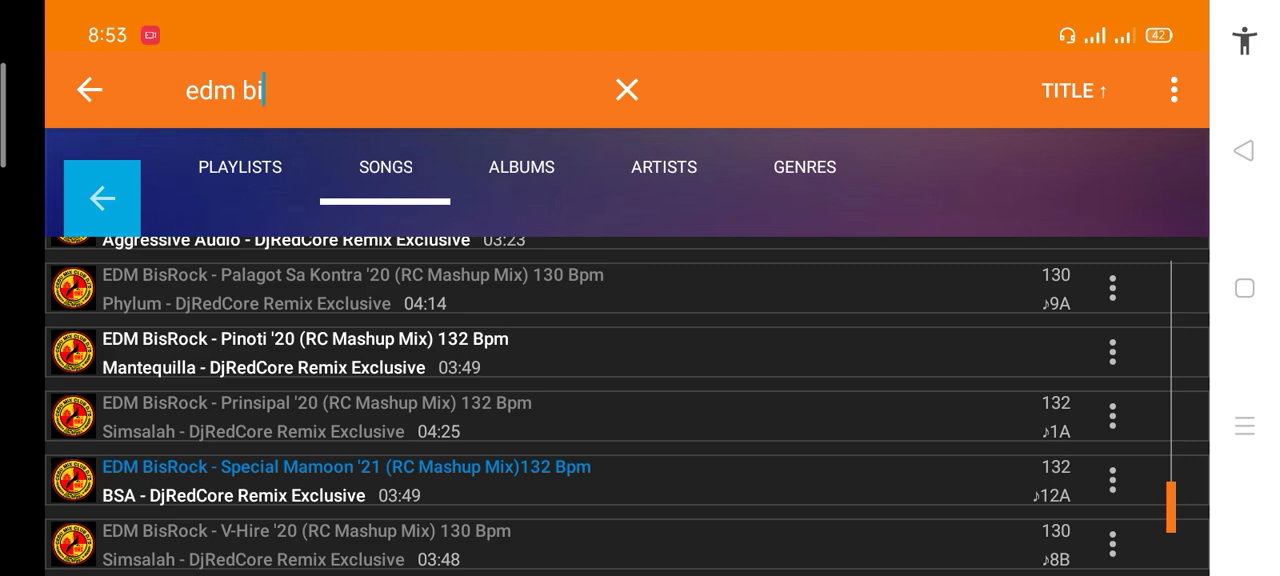 8:53
42
edm bi
TITLE ↑
PLAYLISTS SONGS ALBUMS ARTISTS GENRES
Aggressive Audio - DjRedCore Remix Exclusive 03:23
EDM BisRock - Palagot Sa Kontra '20 (RC Mashup Mix) 130 Bpm 130
Phylum - DjRedCore Remix Exclusive 04:14 ♪9A
EDM BisRock - Pinoti '20 (RC Mashup Mix) 132 Bpm
Mantequilla - DjRedCore Remix Exclusive 03:49
EDM BisRock - Prinsipal '20 (RC Mashup Mix) 132 Bpm 132
Simsalah - DjRedCore Remix Exclusive 04:25 ♪1A
EDM BisRock - Special Mamoon '21 (RC Mashup Mix)132 Bpm 132
BSA - DjRedCore Remix Exclusive 03:49 ♪12A
EDM BisRock - V-Hire '20 (RC Mashup Mix) 130 Bpm 130
Simsalah - DjRedCore Remix Exclusive 03:48 ♪8B